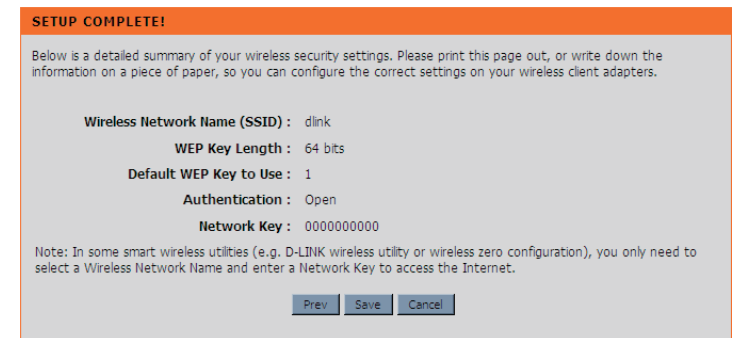 SETUP COMPLETE!
Below is a detailed summary of your wireless security settings. Please print this page out, or write down the
information on a piece of paper, so you can configure the correct settings on your wireless client adapters.
Wireless Network Name (SSID) : dlink
WEP Key Length : 64 bits
Default WEP Key to Use : 1
Authentication : Open
Network Key : 0000000000
Note: In some smart wireless utilities (e.g. D-LINK wireless utility or wireless zero configuration), you only need to
select a Wireless Network Name and enter a Network Key to access the Internet.
Prev Save Cancel